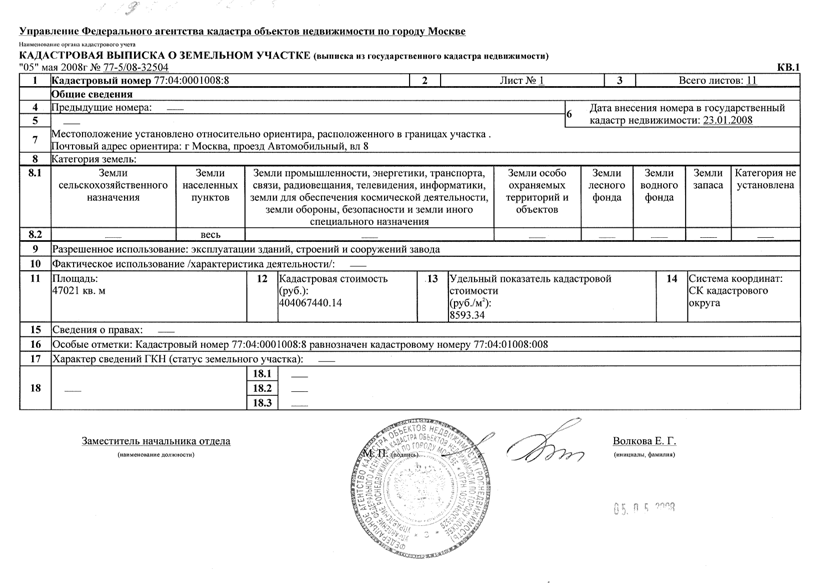 Управление Федерального агентства кадастра объектов недвижимости по городу Москве
Наименование органа кадастрового учета
КАДАСТРОВАЯ ВЫПИСКА О ЗЕМЕЛЬНОМ УЧАСТКЕ (выписка из государственного кадастра недвижимости)
"05" мая 2008г № 77-5/08-32504 КВ.1
1 Кадастровый номер 77:04:0001008:8 2 Лист № 1 3 Всего листов: 11
Общие сведения
4 Предыдущие номера: ___
5 ___
6 Дата внесения номера в государственный
кадастр недвижимости: 23.01.2008
7 Местоположение установлено относительно ориентира, расположенного в границах участка .
Почтовый адрес ориентира: г Москва, проезд Автомобильный, вл 8
8 Категория земель:
8.1 Земли
сельскохозяйственного
назначения
Земли
населенных
пунктов
Земли промышленности, энергетики, транспорта,
связи, радиовещания, телевидения, информатики,
земли для обеспечения космической деятельности,
земли обороны, безопасности и земли иного
специального назначения
Земли особо
охраняемых
территорий и
объектов
Земли
лесного
фонда
Земли
водного
фонда
Земли
запаса
Категория не
установлена
8.2 ___ весь ___ ___ ___ ___ ___ ___
9 Разрешенное использование: эксплуатации зданий, строений и сооружений завода
10 Фактическое использование /характеристика деятельности/: ___
11 Площадь:
47021 кв. м
12 Кадастровая стоимость
(руб.):
404067440.14
13 Удельный показатель кадастровой
стоимости
(руб./м²):
8593.34
14 Система координат:
СК кадастрового
округа
15 Сведения о правах: ___
16 Особые отметки: Кадастровый номер 77:04:0001008:8 равнозначен кадастровому номеру 77:04:01008:008
17 Характер сведений ГКН (статус земельного участка): ___
18 ___
18.1 ___
18.2 ___
18.3 ___
Заместитель начальника отдела М. П. (подпись) Волкова Е. Г.
(наименование должности) (инициалы, фамилия)
05.05.2008